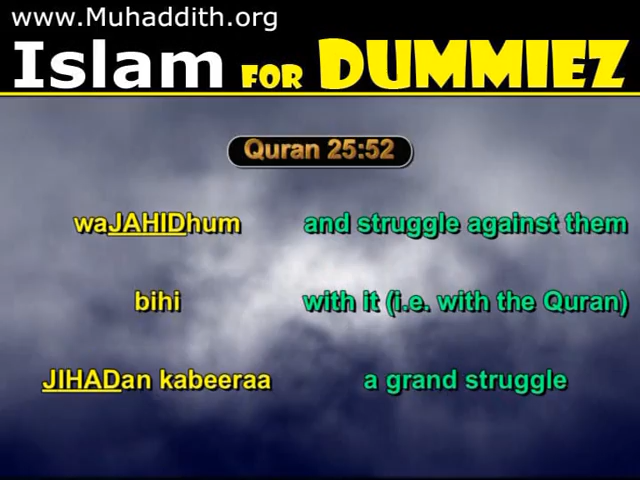 www.Muhaddith.org
Islam FOR DUMMIEZ
Quran 25:52
waJAHIDhum and struggle against them
bihi with it (i.e. with the Quran)
JIHADan kabeeraa a grand struggle